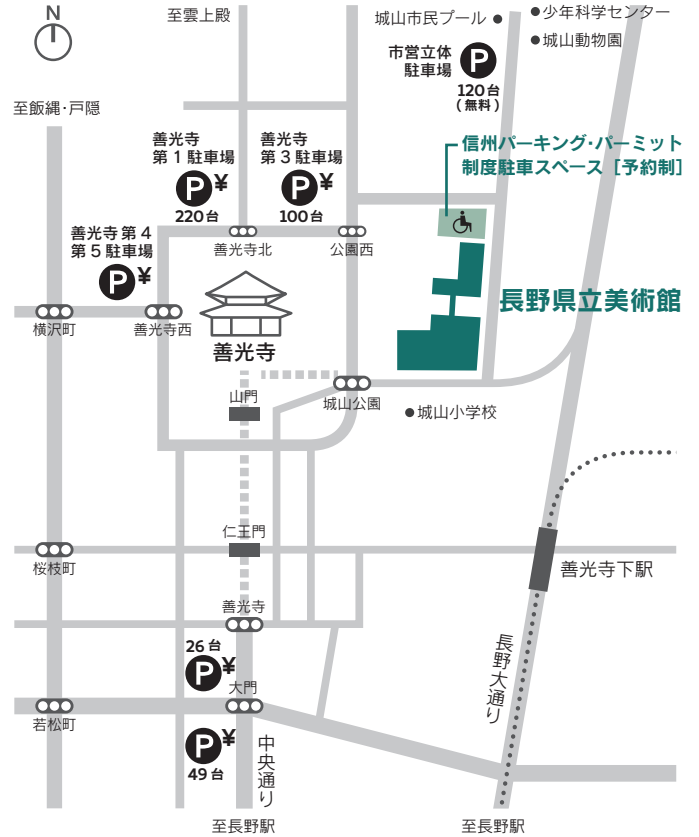 N
至雲上殿
城山市民プール
少年科学センター
城山動物園
市営立体
駐車場
P
120台
(無料)
至飯縄・戸隠
善光寺
第1駐車場
P¥
220台
善光寺
第3駐車場
P¥
100台
信州パーキング・パーミット
制度駐車スペース［予約制］
善光寺 第4
第5駐車場
P¥
善光寺北
公園西
横沢町
善光寺西
善光寺
長野県立美術館
山門
城山公園
城山小学校
仁王門
桜枝町
善光寺下駅
善光寺
26台
P¥
大門
若松町
P¥
49台
中央通り
長野大通り
至長野駅
至長野駅